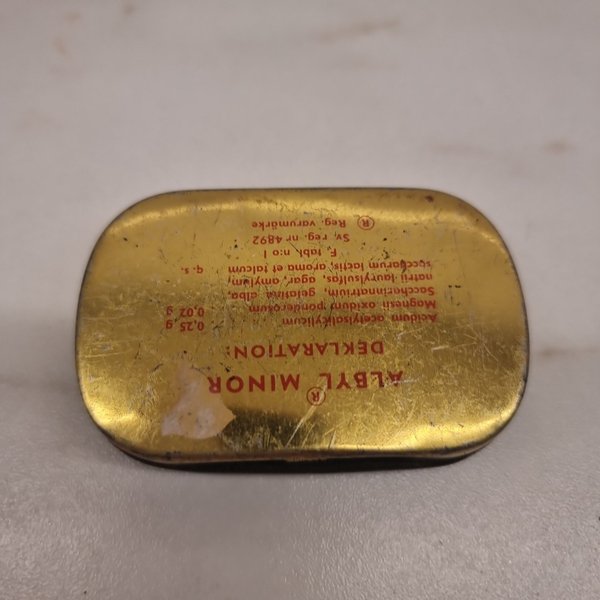 ALBYL® MINOR
DEKLARATION:
Acidum acetylsalicylicum 0,25 g
Magnesii oxidum ponderosum 0,02 g
Saccharinnatrium, gelatina alba,
natrii laurylsulfas, agar, amylum,
saccharum lactis, aroma et talcum q. s.
F. tabl. n:o I
Sv. reg. nr 4892
® Reg. varumärke